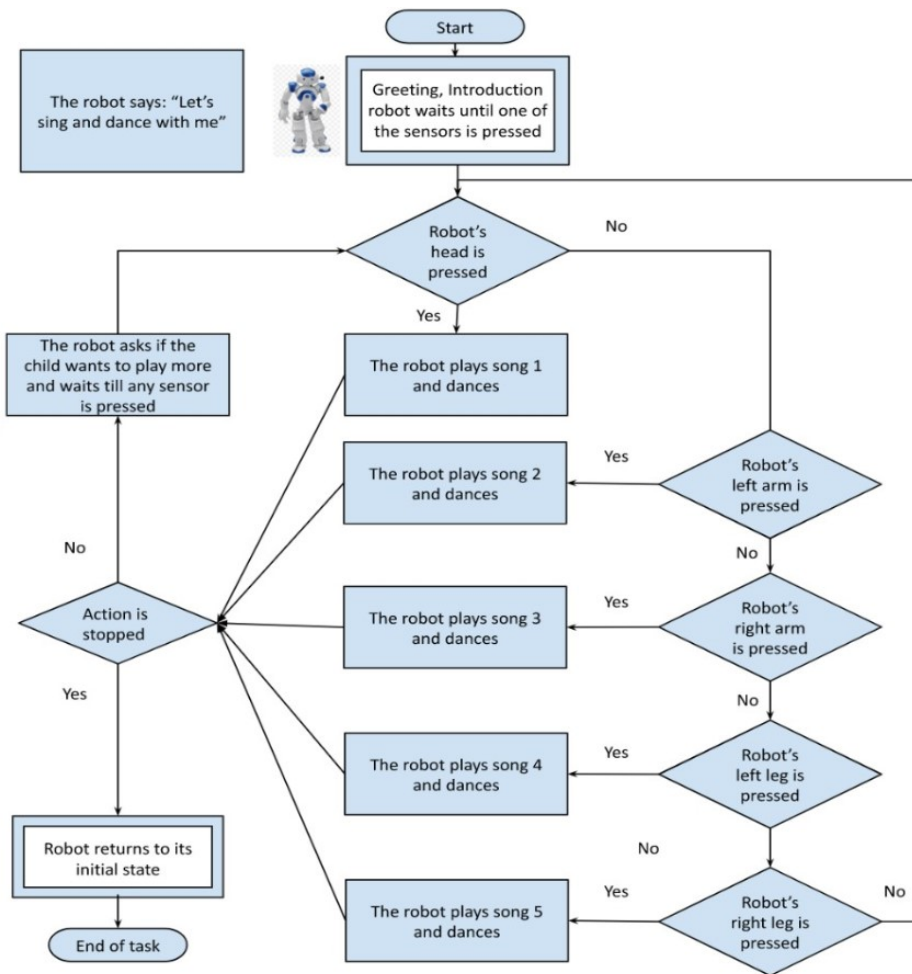 Start
The robot says: “Let’s
sing and dance with me”
Greeting, Introduction
robot waits until one of
the sensors is pressed
Robot’s
head is
pressed
No
Yes
The robot asks if the
child wants to play more
and waits till any sensor
is pressed
The robot plays song 1
and dances
The robot plays song 2
and dances
Yes
Robot’s
left arm is
pressed
No
No
Action is
stopped
The robot plays song 3
and dances
Yes
Robot’s
right arm
is pressed
Yes
No
The robot plays song 4
and dances
Yes
Robot’s
left leg is
pressed
No
Robot returns to its
initial state
The robot plays song 5
and dances
Yes
Robot’s
right leg is
pressed
No
End of task